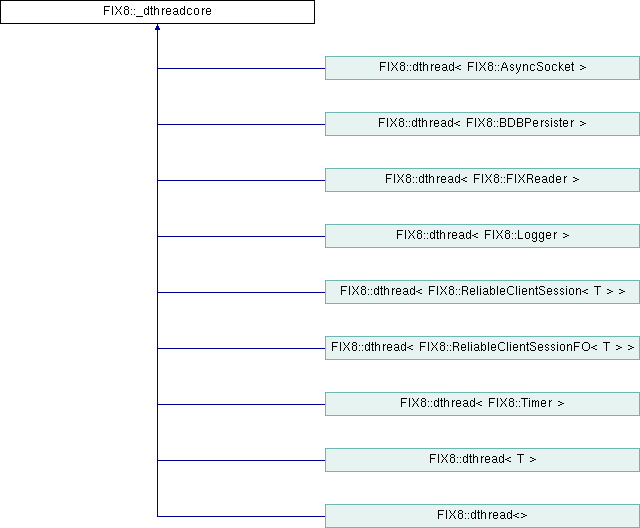 FIX8::_dthreadcore
FIX8::dthread< FIX8::AsyncSocket >
FIX8::dthread< FIX8::BDBPersister >
FIX8::dthread< FIX8::FIXReader >
FIX8::dthread< FIX8::Logger >
FIX8::dthread< FIX8::ReliableClientSession< T > >
FIX8::dthread< FIX8::ReliableClientSessionFO< T > >
FIX8::dthread< FIX8::Timer >
FIX8::dthread< T >
FIX8::dthread<>